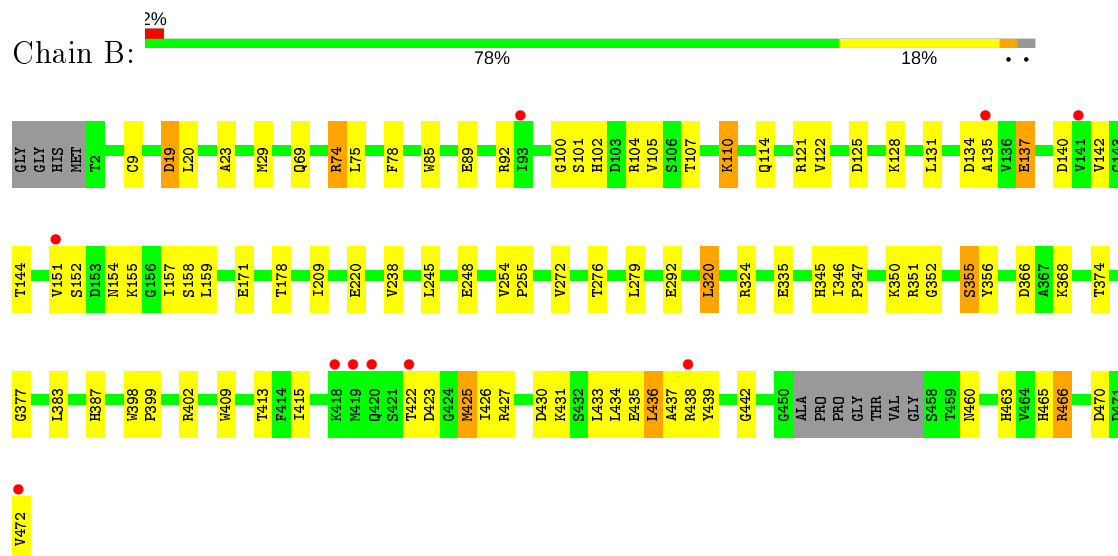 2%
Chain B:
78% 18% • •
GLY GLY HIS MET T2 C9 D19 L20 A23 M29 Q69 R74 L75 F78 W85 E89 R92 I93 G100 S101 H102 D103 R104 V105 S106 T107 K110 Q114 R121 V122 D125 K128 L131 D134 A135 V136 E137 D140 V141 V142 G143
T144 V151 S152 D153 N154 K155 G156 I157 S158 L159 E171 T178 I209 E220 V238 L245 E248 V254 P255 V272 T276 L279 E292 L320 R324 E335 H345 I346 P347 K350 R351 G352 S355 Y356 D366 A367 K368 T374
G377 L383 H387 W398 P399 R402 W409 T413 F414 I415 K418 M419 Q420 S421 T422 D423 G424 M425 I426 R427 D430 K431 S432 L433 L434 E435 L436 A437 R438 Y439 G442 G450 ALA PRO PRO GLY THR VAL GLY S458 T459 N460 H463 V464 H465 R466 D470 D471
V472